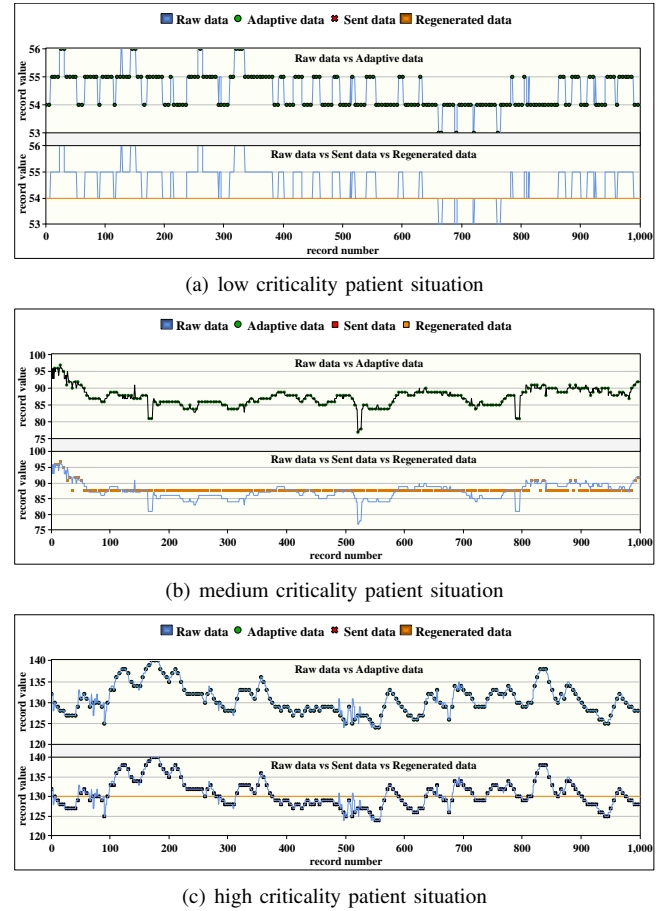 Raw data Adaptive data Sent data Regenerated data
Raw data vs Adaptive data
record value
56
55
54
53
Raw data vs Sent data vs Regenerated data
record value
56
55
54
53
0 100 200 300 400 500 600 700 800 900 1,000
record number
(a) low criticality patient situation
Raw data Adaptive data Sent data Regenerated data
Raw data vs Adaptive data
record value
100
95
90
85
80
75
Raw data vs Sent data vs Regenerated data
record value
100
95
90
85
80
75
0 100 200 300 400 500 600 700 800 900 1,000
record number
(b) medium criticality patient situation
Raw data Adaptive data Sent data Regenerated data
Raw data vs Adaptive data
record value
140
135
130
125
120
Raw data vs Sent data vs Regenerated data
record value
140
135
130
125
120
0 100 200 300 400 500 600 700 800 900 1,000
record number
(c) high criticality patient situation